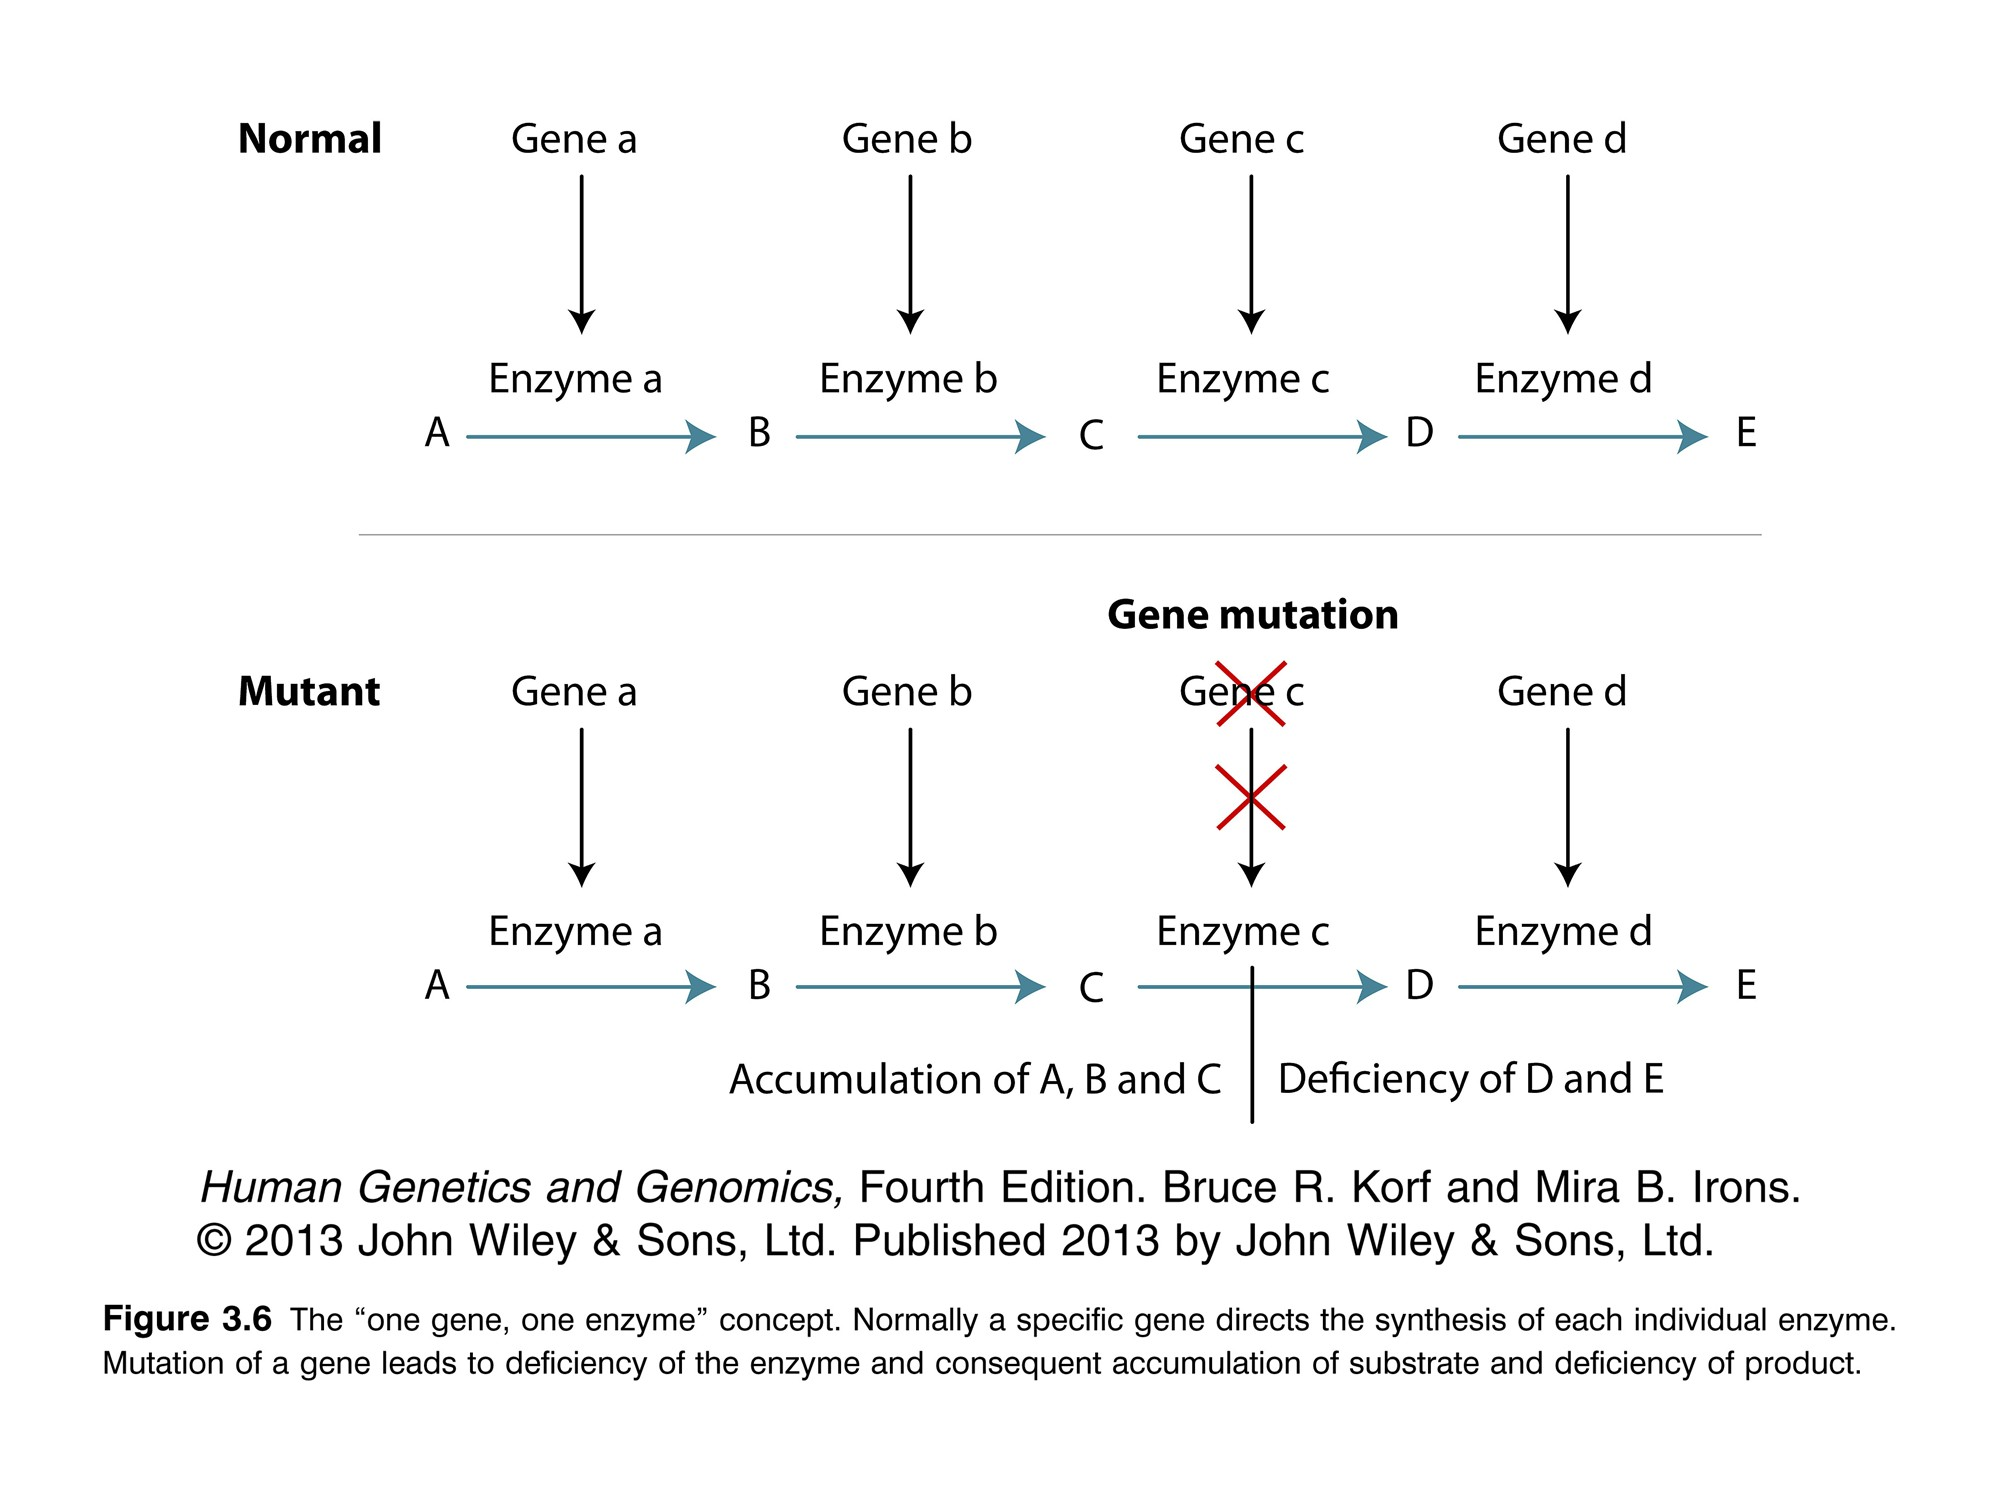 Normal Gene a Gene b Gene c Gene d
Enzyme a Enzyme b Enzyme c Enzyme d
A B C D E
Gene mutation
Mutant Gene a Gene b Gene c Gene d
Enzyme a Enzyme b Enzyme c Enzyme d
A B C D E
Accumulation of A, B and C Deficiency of D and E
Human Genetics and Genomics, Fourth Edition. Bruce R. Korf and Mira B. Irons.
© 2013 John Wiley & Sons, Ltd. Published 2013 by John Wiley & Sons, Ltd.
Figure 3.6 The “one gene, one enzyme” concept. Normally a specific gene directs the synthesis of each individual enzyme.
Mutation of a gene leads to deficiency of the enzyme and consequent accumulation of substrate and deficiency of product.